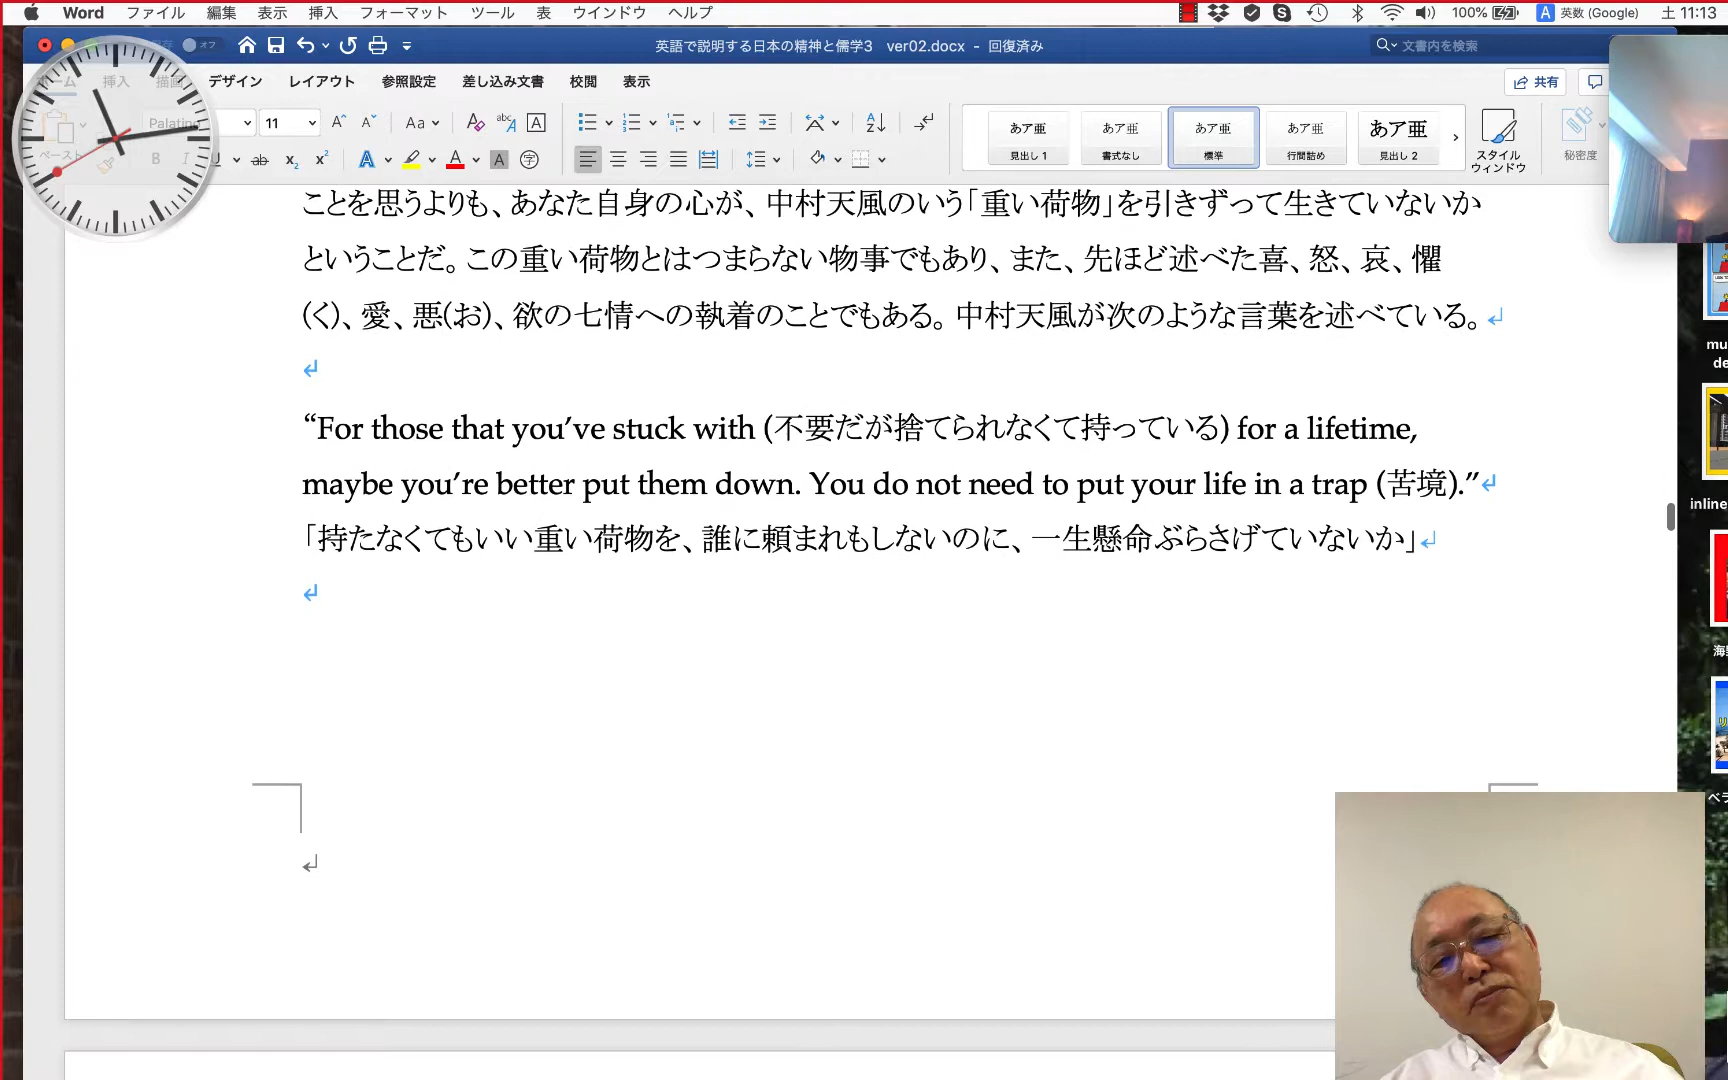 Word ファイル 編集 表示 挿入 フォーマット ツール 表 ウインドウ ヘルプ 100% A 英数 (Google) 土 11:13
英語で説明する日本の精神と儒学3 ver02.docx - 回復済み 文書内を検索
挿入 描画 デザイン レイアウト 参照設定 差し込み文書 校閲 表示 共有
Palatino 11
ペースト
あア亜 あア亜 あア亜 あア亜 あア亜
見出し 1 書式なし 標準 行間詰め 見出し 2 スタイル 秘密度
ウィンドウ
ことを思うよりも、あなた自身の心が、中村天風のいう「重い荷物」を引きずって生きていないか
ということだ。この重い荷物とはつまらない物事でもあり、また、先ほど述べた喜、怒、哀、懼
(く)、愛、悪(お)、欲の七情への執着のことでもある。中村天風が次のような言葉を述べている。
“For those that you’ve stuck with (不要だが捨てられなくて持っている) for a lifetime,
maybe you’re better put them down. You do not need to put your life in a trap (苦境).”
「持たなくてもいい重い荷物を、誰に頼まれもしないのに、一生懸命ぶらさげていないか」
mu
de
inline
海
ベラ